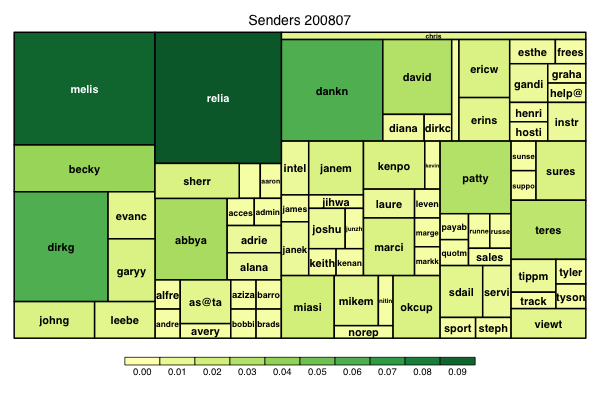 Senders 200807
melis
relia
chris
dankn
david
diana
dirkc
ericw
erins
esthe
frees
gandi
graha
help@
henri
hosti
instr
becky
sherr
aaron
dirkg
evanc
garyy
johng
leebe
abbya
acces
admin
adrie
alana
alfre
andre
as@ta
avery
aziza
barro
bobbi
brads
intel
janem
kenpo
kevin
james
jihwa
joshu
junzh
janek
keith
kenan
laure
leven
marci
marge
markk
miasi
mikem
nitin
norep
okcup
patty
payab
quotm
runne
russe
sales
sdail
servi
sport
steph
sunse
suppo
sures
teres
tippm
track
tyler
tyson
viewt
0.00 0.01 0.02 0.03 0.04 0.05 0.06 0.07 0.08 0.09